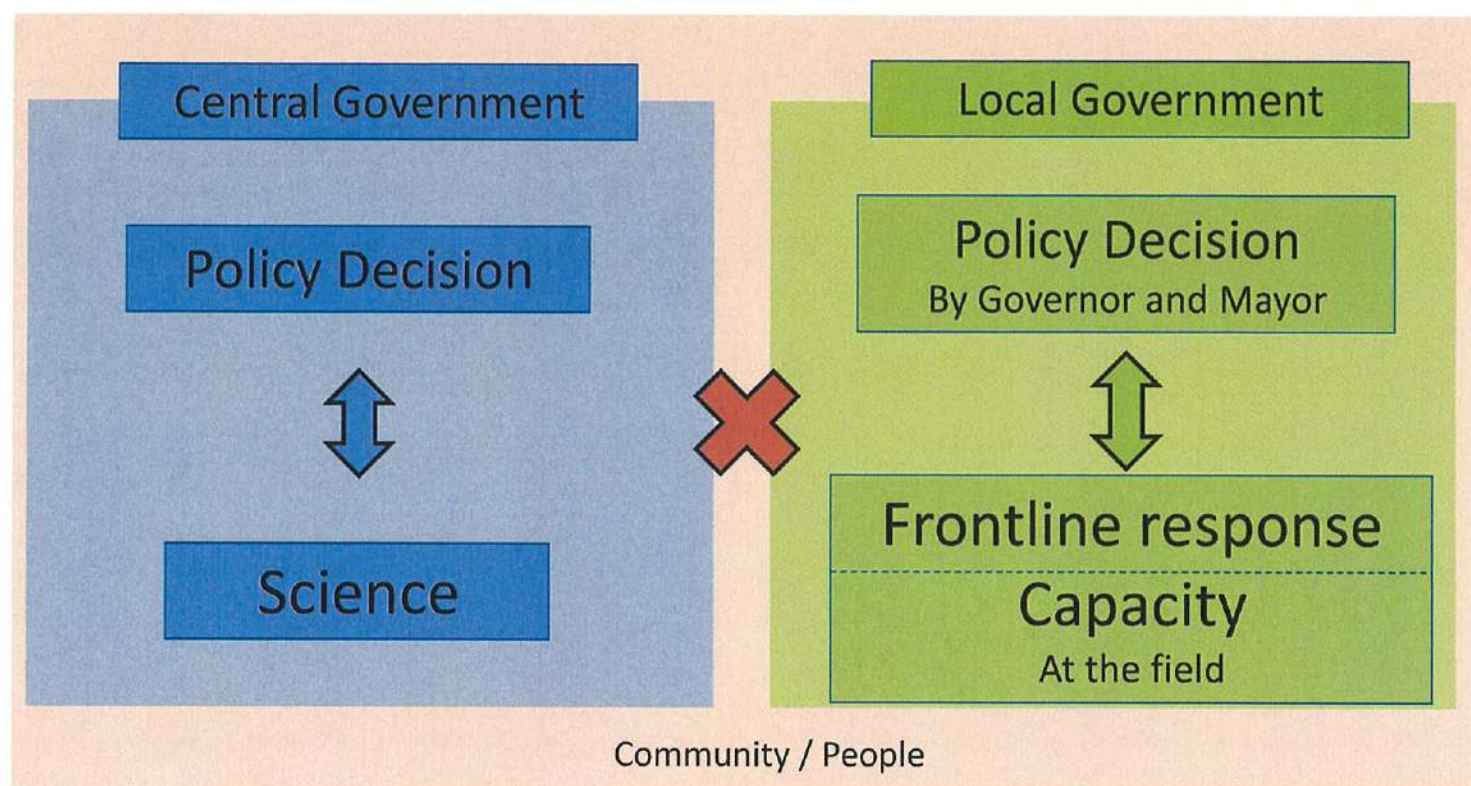 Central Government
Policy Decision
Science
Local Government
Policy Decision
By Governor and Mayor
Frontline response
Capacity
At the field
Community / People